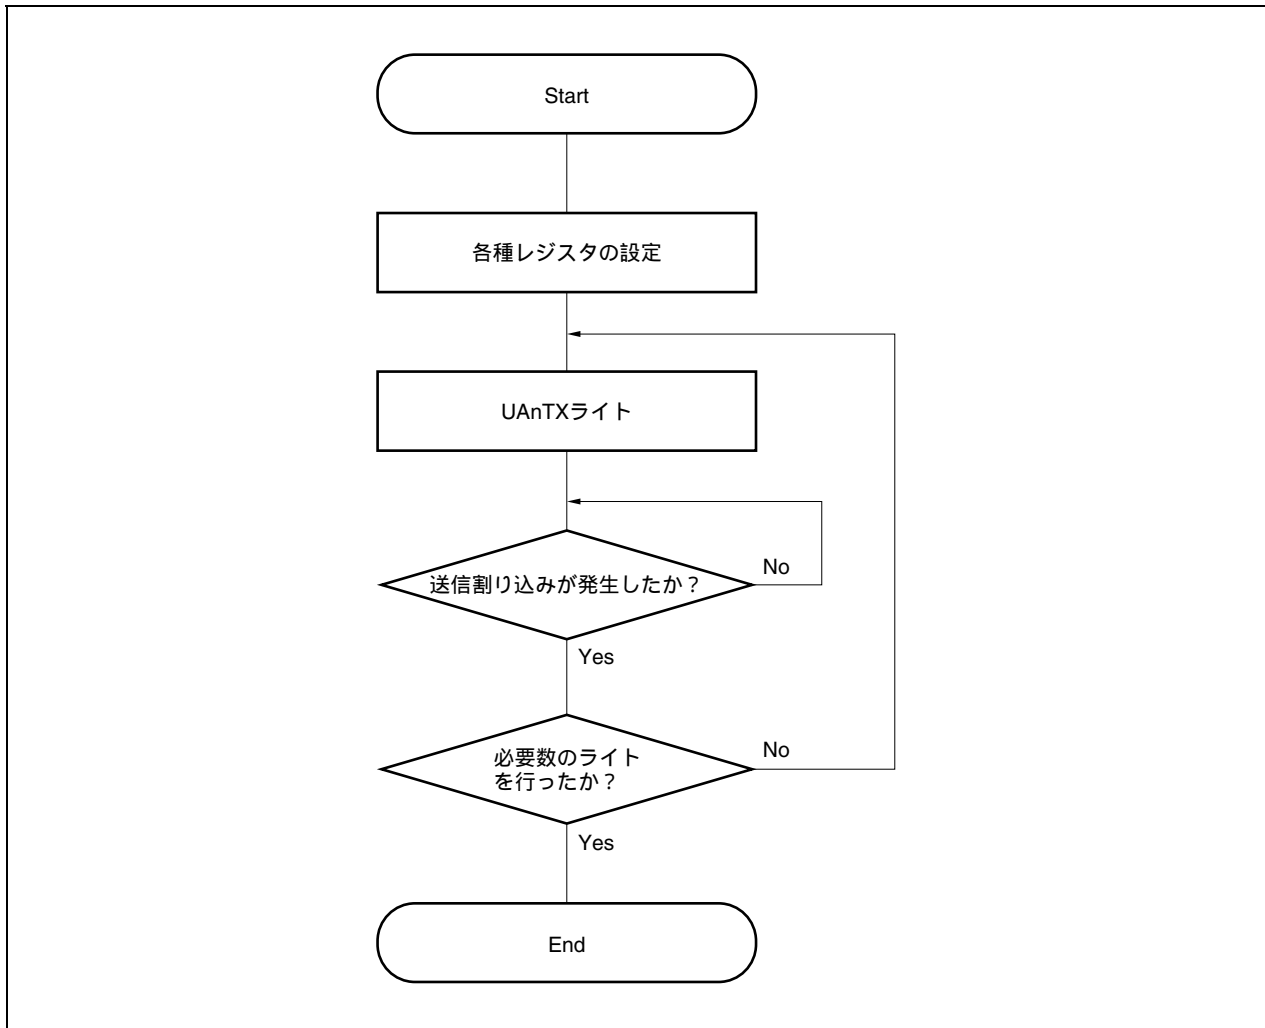 Start
各種レジスタの設定
UAnTXライト
送信割り込みが発生したか？
No
Yes
必要数のライト
を行ったか？
No
Yes
End